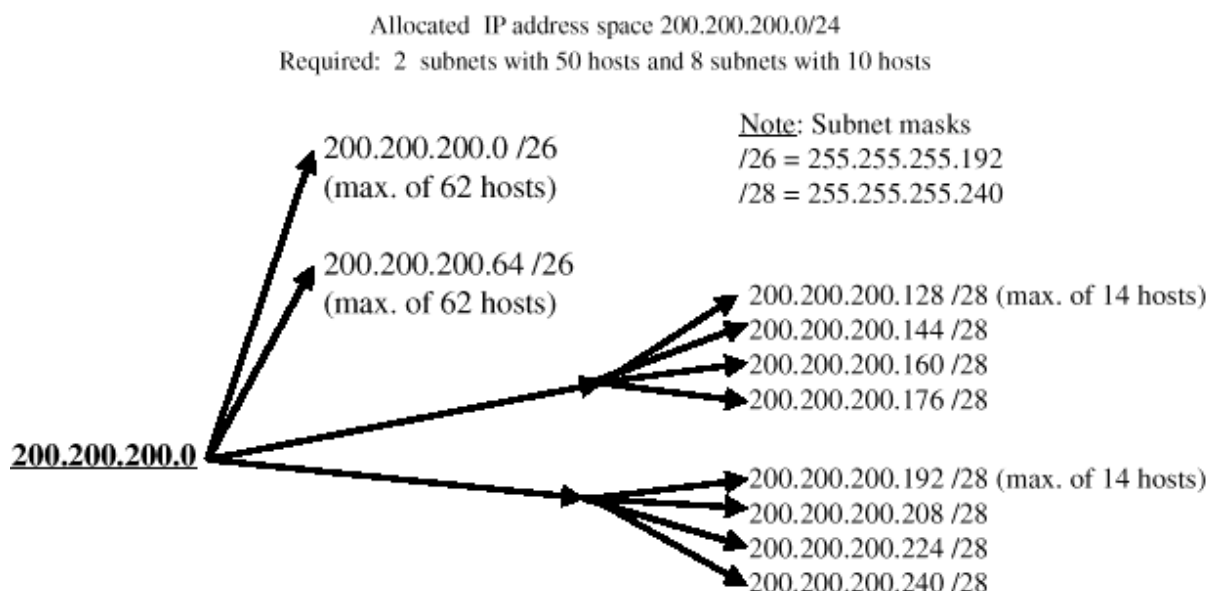 Allocated IP address space 200.200.200.0/24
Required: 2 subnets with 50 hosts and 8 subnets with 10 hosts
Note: Subnet masks
/26 = 255.255.255.192
/28 = 255.255.255.240
200.200.200.0 /26
(max. of 62 hosts)
200.200.200.64 /26
(max. of 62 hosts)
200.200.200.128 /28 (max. of 14 hosts)
200.200.200.144 /28
200.200.200.160 /28
200.200.200.176 /28
200.200.200.0
200.200.200.192 /28 (max. of 14 hosts)
200.200.200.208 /28
200.200.200.224 /28
200.200.200.240 /28